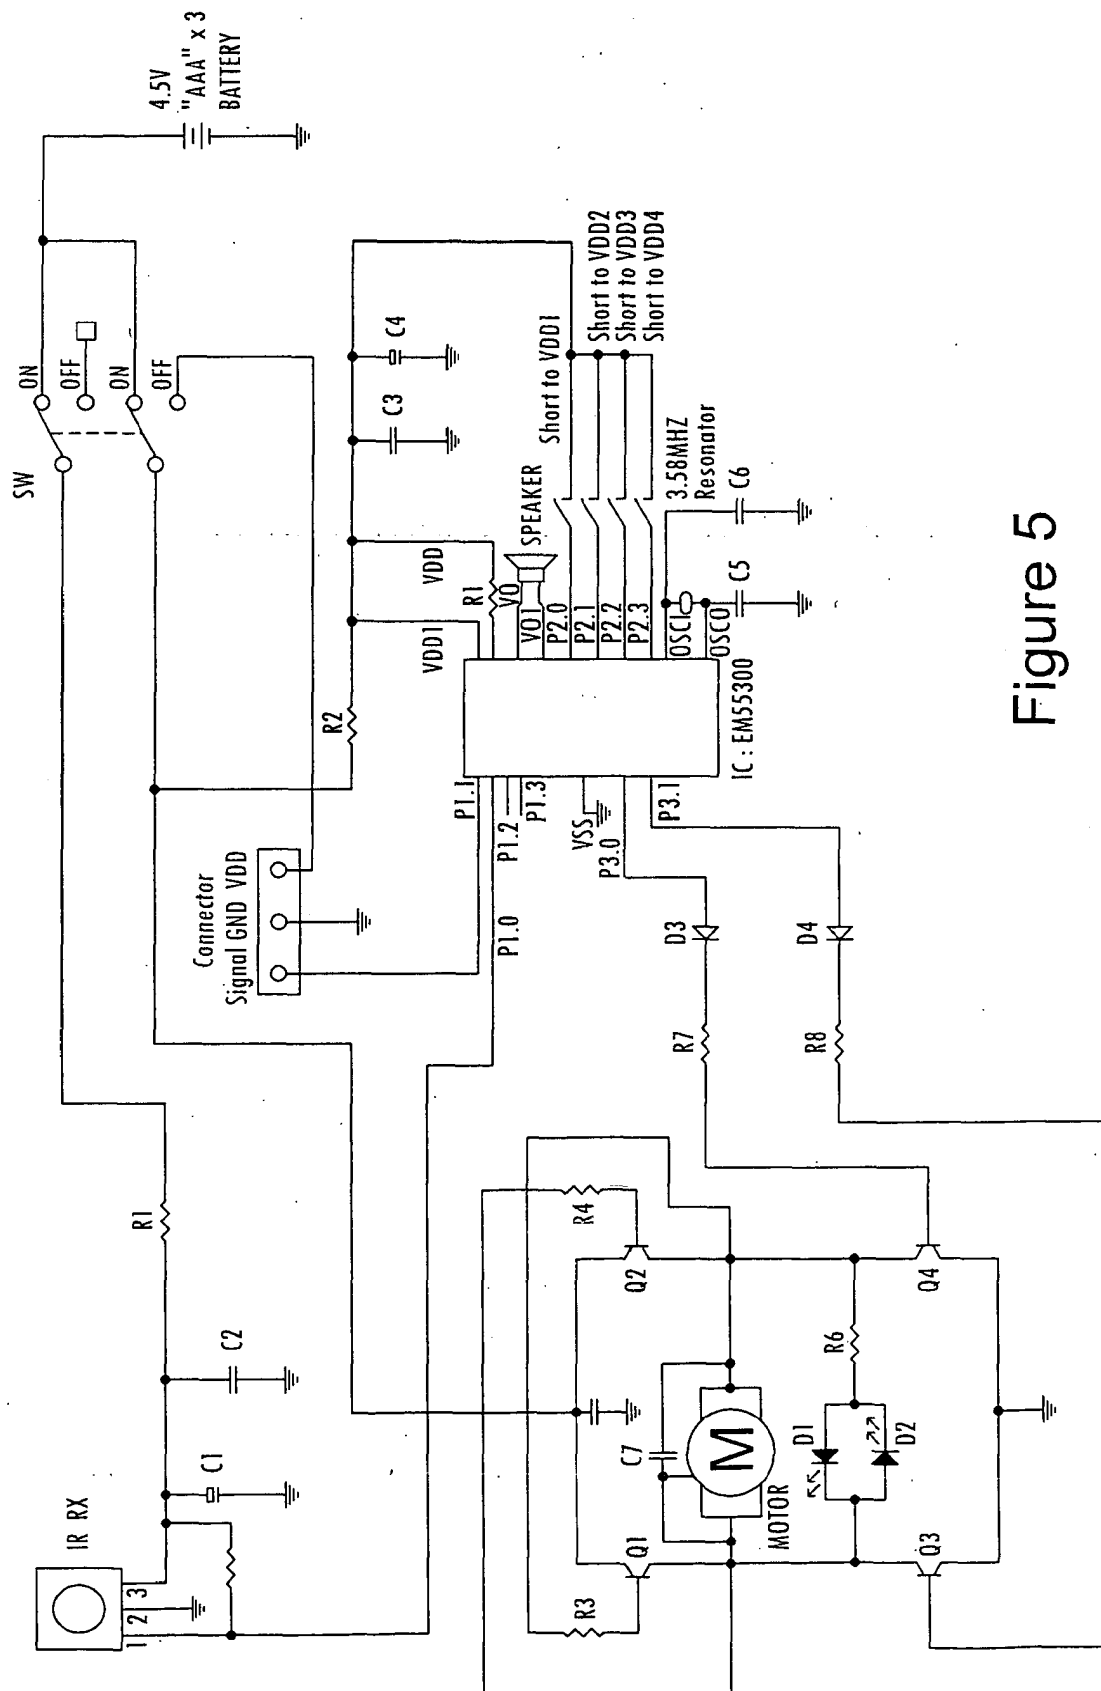 4.5V
"AAA" x 3
BATTERY
SW
ON
OFF
ON
OFF
IR RX
1
2
3
C1
C2
R1
Connector
Signal GND VDD
R2
C3
C4
VDD1
VDD
R1
VO
VO1
SPEAKER
Short to VDD1
Short to VDD2
Short to VDD3
Short to VDD4
P2.0
P2.1
P2.2
P2.3
OSCI
OSCO
3.58MHZ
Resonator
C5
C6
IC : EM55300
P1.1
P1.0
P1.2
P1.3
VSS
P3.0
P3.1
D3
D4
R7
R8
R4
Q2
R3
Q1
C7
M
MOTOR
D1
D2
R6
Q3
Q4
Figure 5